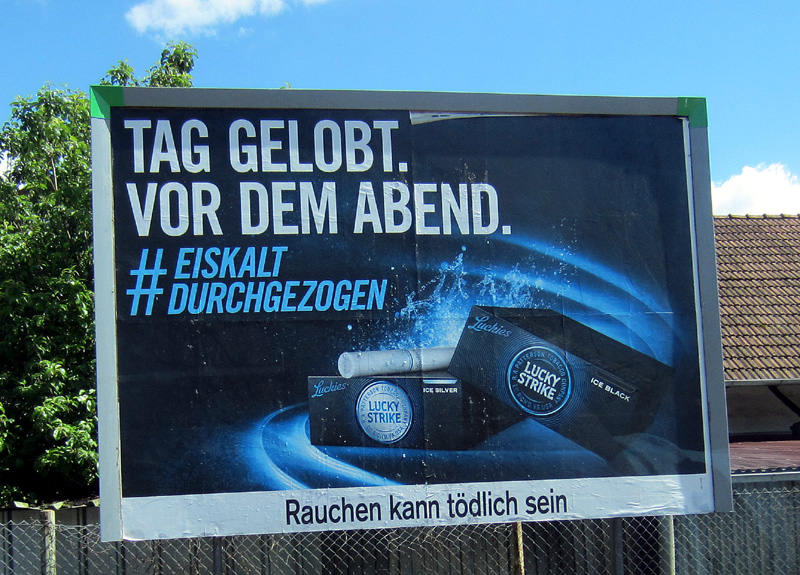 TAG GELOBT.
VOR DEM ABEND.
#EISKALT
DURCHGEZOGEN
Luckies
LUCKY
STRIKE
ICE BLACK
Luckies
LUCKY
STRIKE
ICE SILVER
Rauchen kann tödlich sein